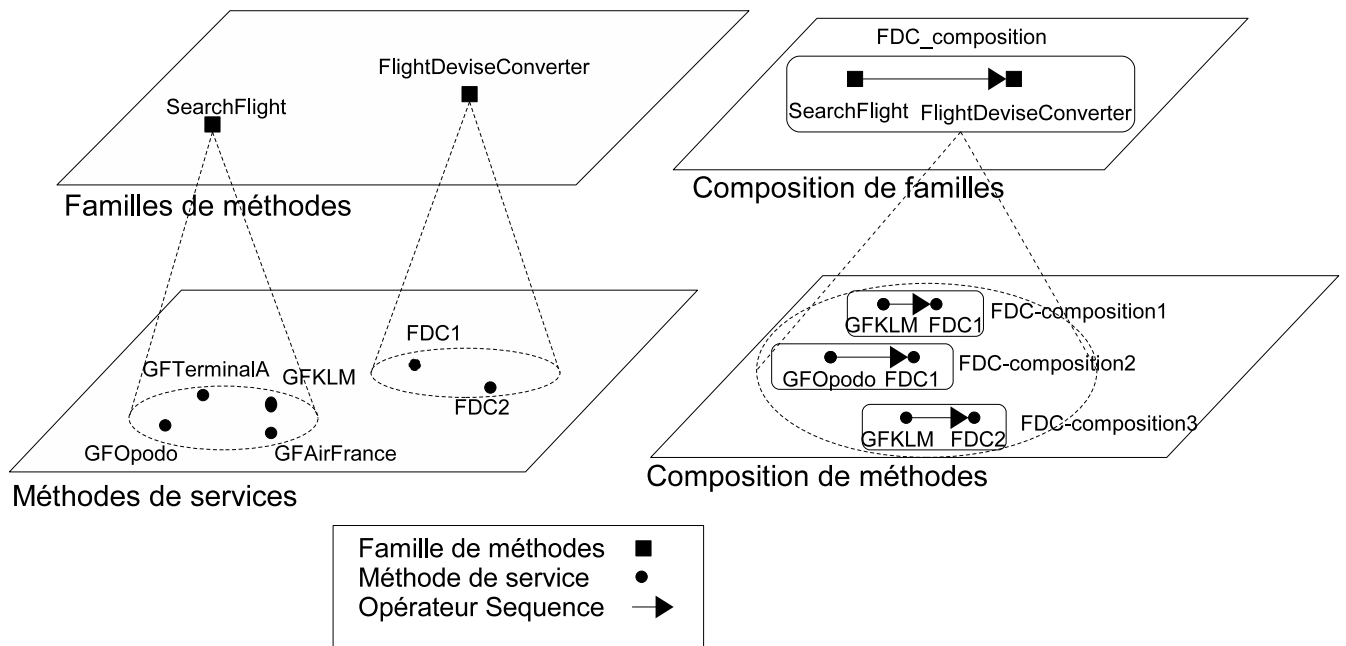 FlightDeviseConverter
SearchFlight
Familles de méthodes
FDC1
GFTerminalA
GFKLM
FDC2
GFOpodo
GFAirFrance
Méthodes de services
FDC_composition
SearchFlight
FlightDeviseConverter
Composition de familles
GFKLM
FDC1
FDC-composition1
GFOpodo
FDC1
FDC-composition2
GFKLM
FDC2
FDC-composition3
Composition de méthodes
Famille de méthodes
Méthode de service
Opérateur Sequence